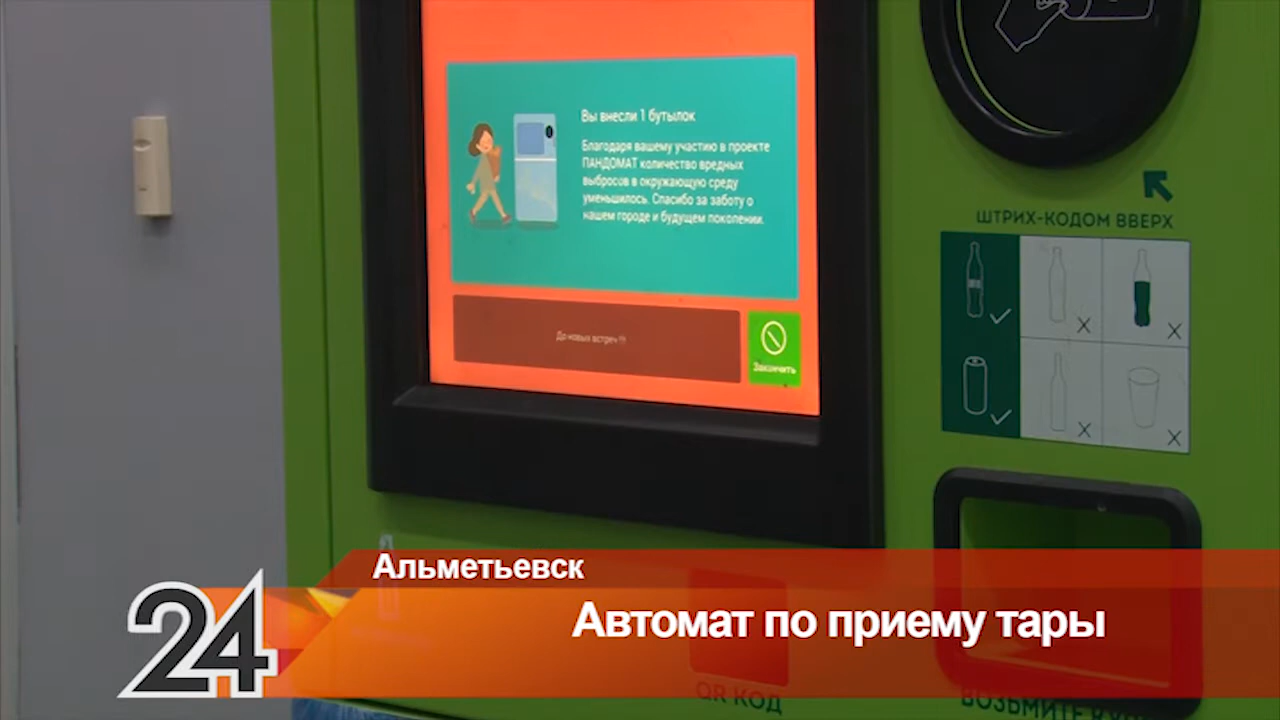 Вы внесли 1 бутылок
Благодаря вашему участию в проекте
ПАНДОМАТ количество вредных
выбросов в окружающую среду
уменьшилось. Спасибо за заботу о
нашем городе и будущем поколении.
До новых встреч !!!
Закончить
ШТРИХ-КОДОМ ВВЕРХ
Альметьевск
24
Автомат по приему тары
QR КОД
ВОЗЬМИТЕ